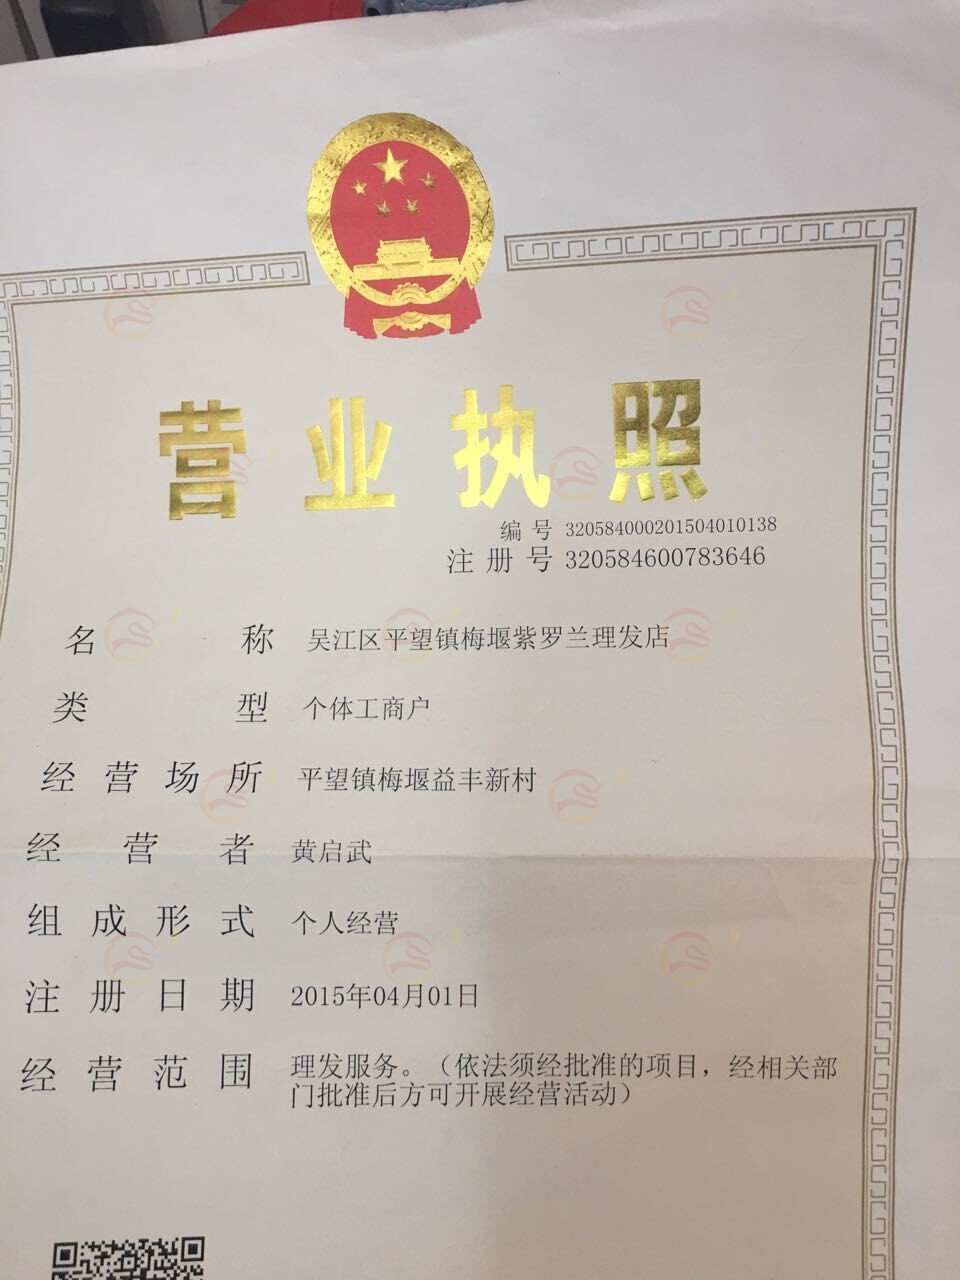 营业执照
编号 320584000201504010138
注册号 320584600783646
名称 吴江区平望镇梅堰紫罗兰理发店
类型 个体工商户
经营场所 平望镇梅堰益丰新村
经营者 黄启武
组成形式 个人经营
注册日期 2015年04月01日
经营范围 理发服务。（依法须经批准的项目，经相关部
门批准后方可开展经营活动）